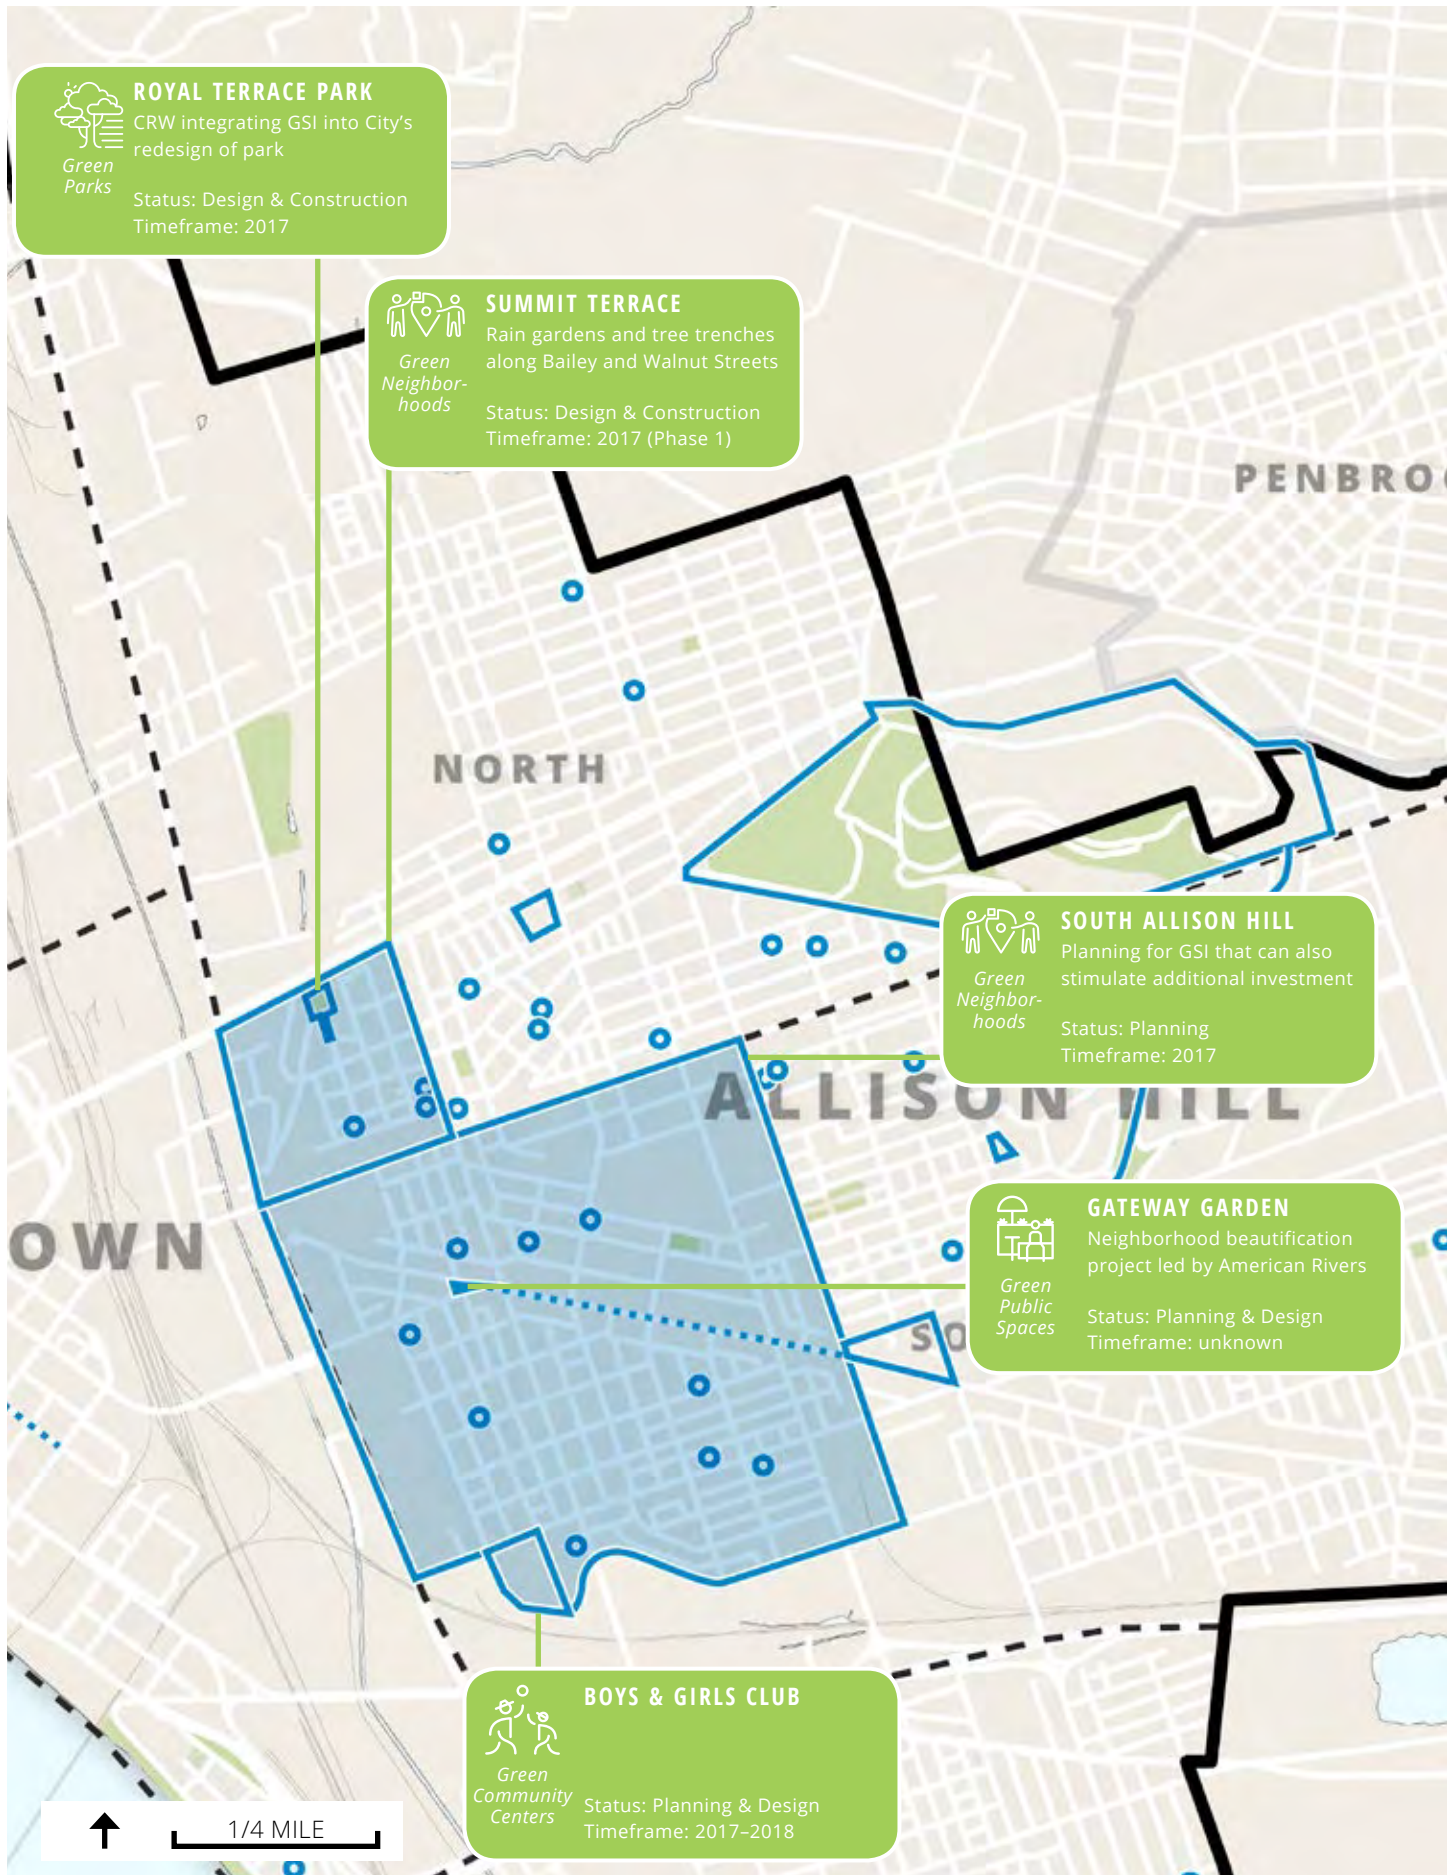 ROYAL TERRACE PARK
CRW integrating GSI into City's
redesign of park
Green
Parks
Status: Design & Construction
Timeframe: 2017
SUMMIT TERRACE
Rain gardens and tree trenches
along Bailey and Walnut Streets
Green
Neighbor-
hoods
Status: Design & Construction
Timeframe: 2017 (Phase 1)
PENBRO
NORTH
SOUTH ALLISON HILL
Planning for GSI that can also
stimulate additional investment
Green
Neighbor-
hoods
Status: Planning
Timeframe: 2017
ALLISON HILL
GATEWAY GARDEN
Neighborhood beautification
project led by American Rivers
Green
Public
Spaces
Status: Planning & Design
Timeframe: unknown
OWN
SO
BOYS & GIRLS CLUB
Green
Community
Centers
Status: Planning & Design
Timeframe: 2017–2018
1/4 MILE